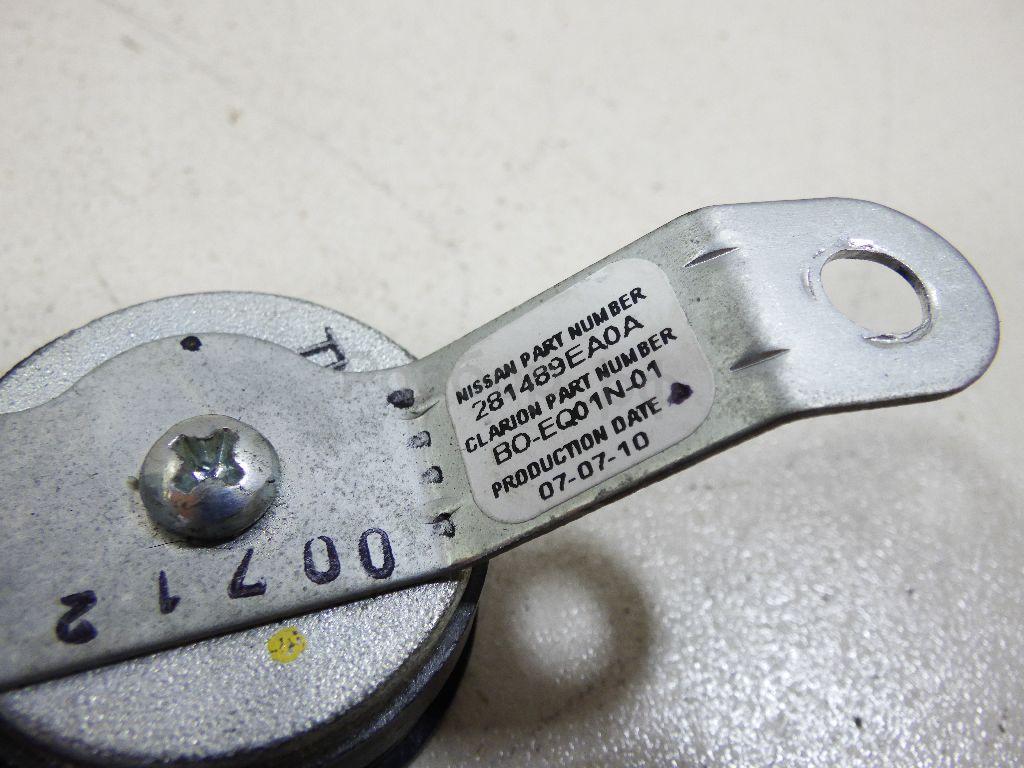 NISSAN PART NUMBER
281489EA0A
CLARION PART NUMBER
BO-EQ01N-01
PRODUCTION DATE
07-07-10
T
00712